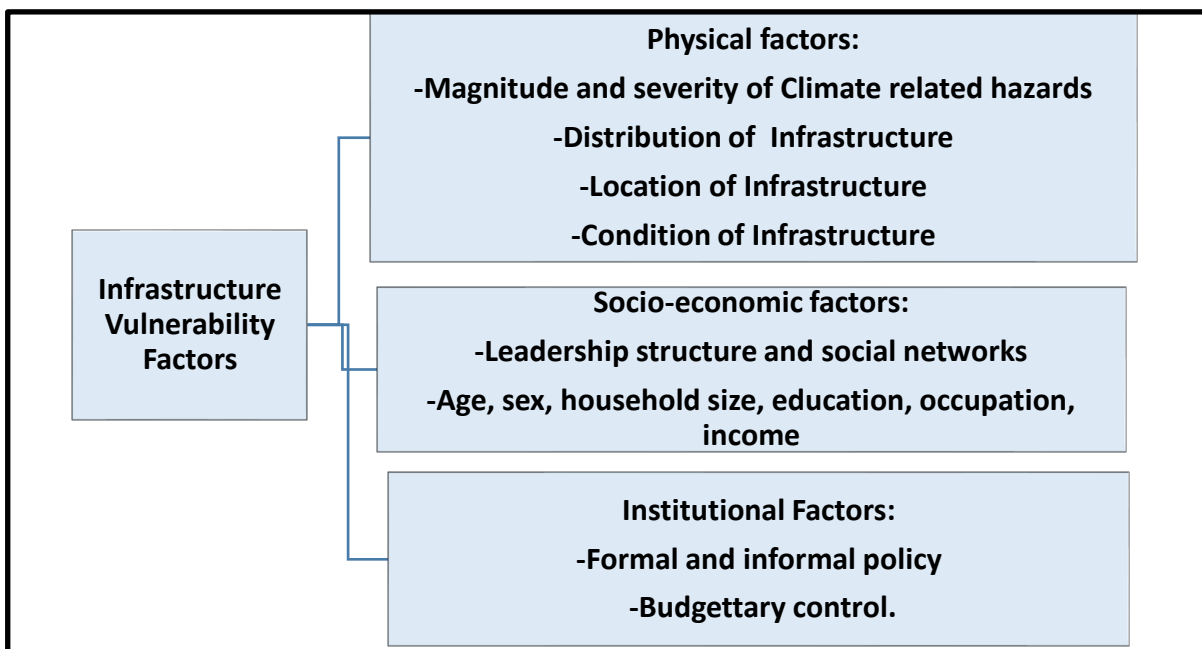 Infrastructure
Vulnerability
Factors
Physical factors:
-Magnitude and severity of Climate related hazards
-Distribution of  Infrastructure
-Location of Infrastructure
-Condition of Infrastructure
Socio-economic factors:
-Leadership structure and social networks
-Age, sex, household size, education, occupation,
income
Institutional Factors:
-Formal and informal policy
-Budgettary control.